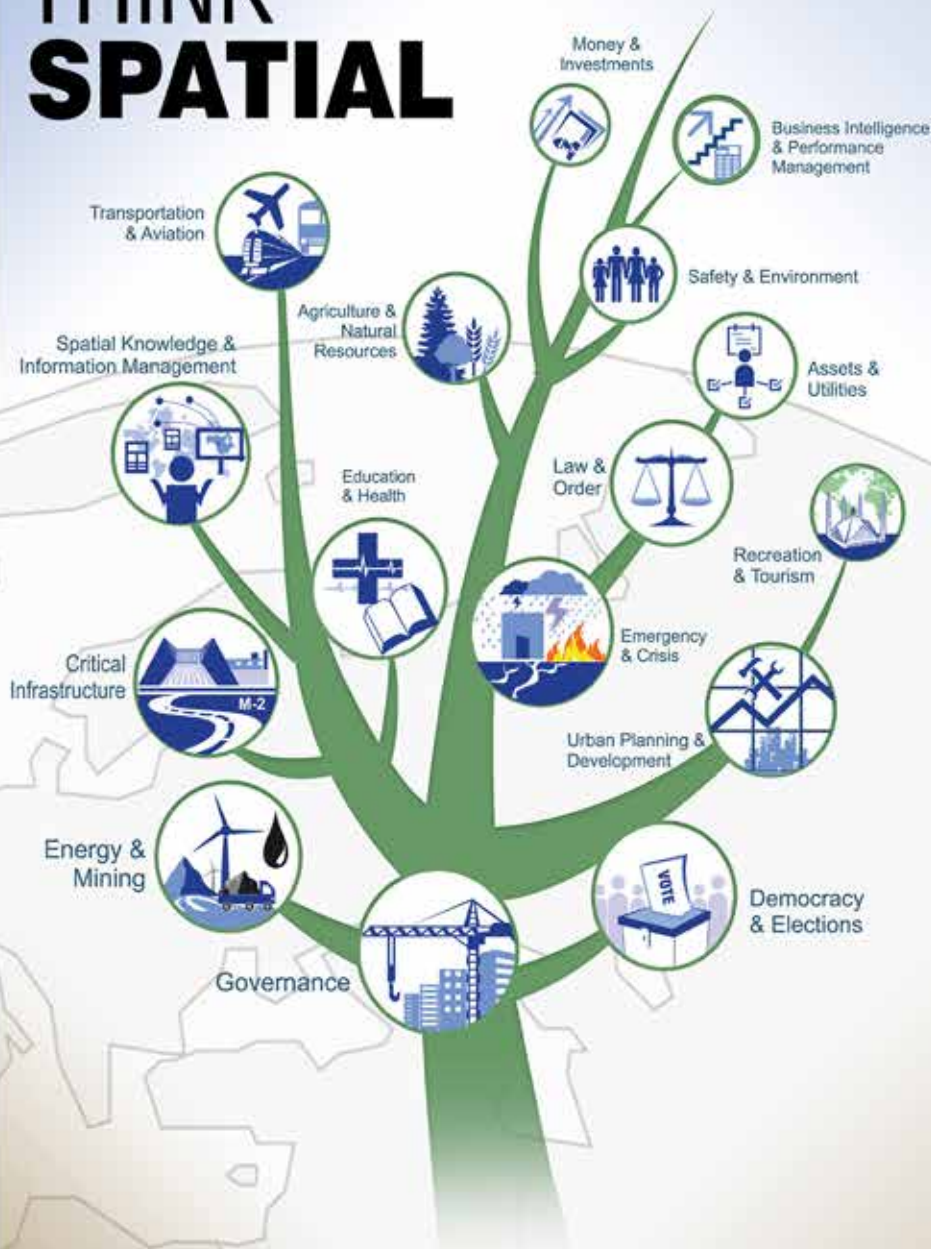 THINK
SPATIAL
Money &
Investments
Business Intelligence
& Performance
Management
Transportation
& Aviation
Safety & Environment
Agriculture &
Natural
Resources
Spatial Knowledge &
Information Management
Assets &
Utilities
Law &
Order
Education
& Health
Recreation
& Tourism
Emergency
& Crisis
Critical
Infrastructure
M-2
Urban Planning &
Development
Energy &
Mining
VOTE
Democracy
& Elections
Governance